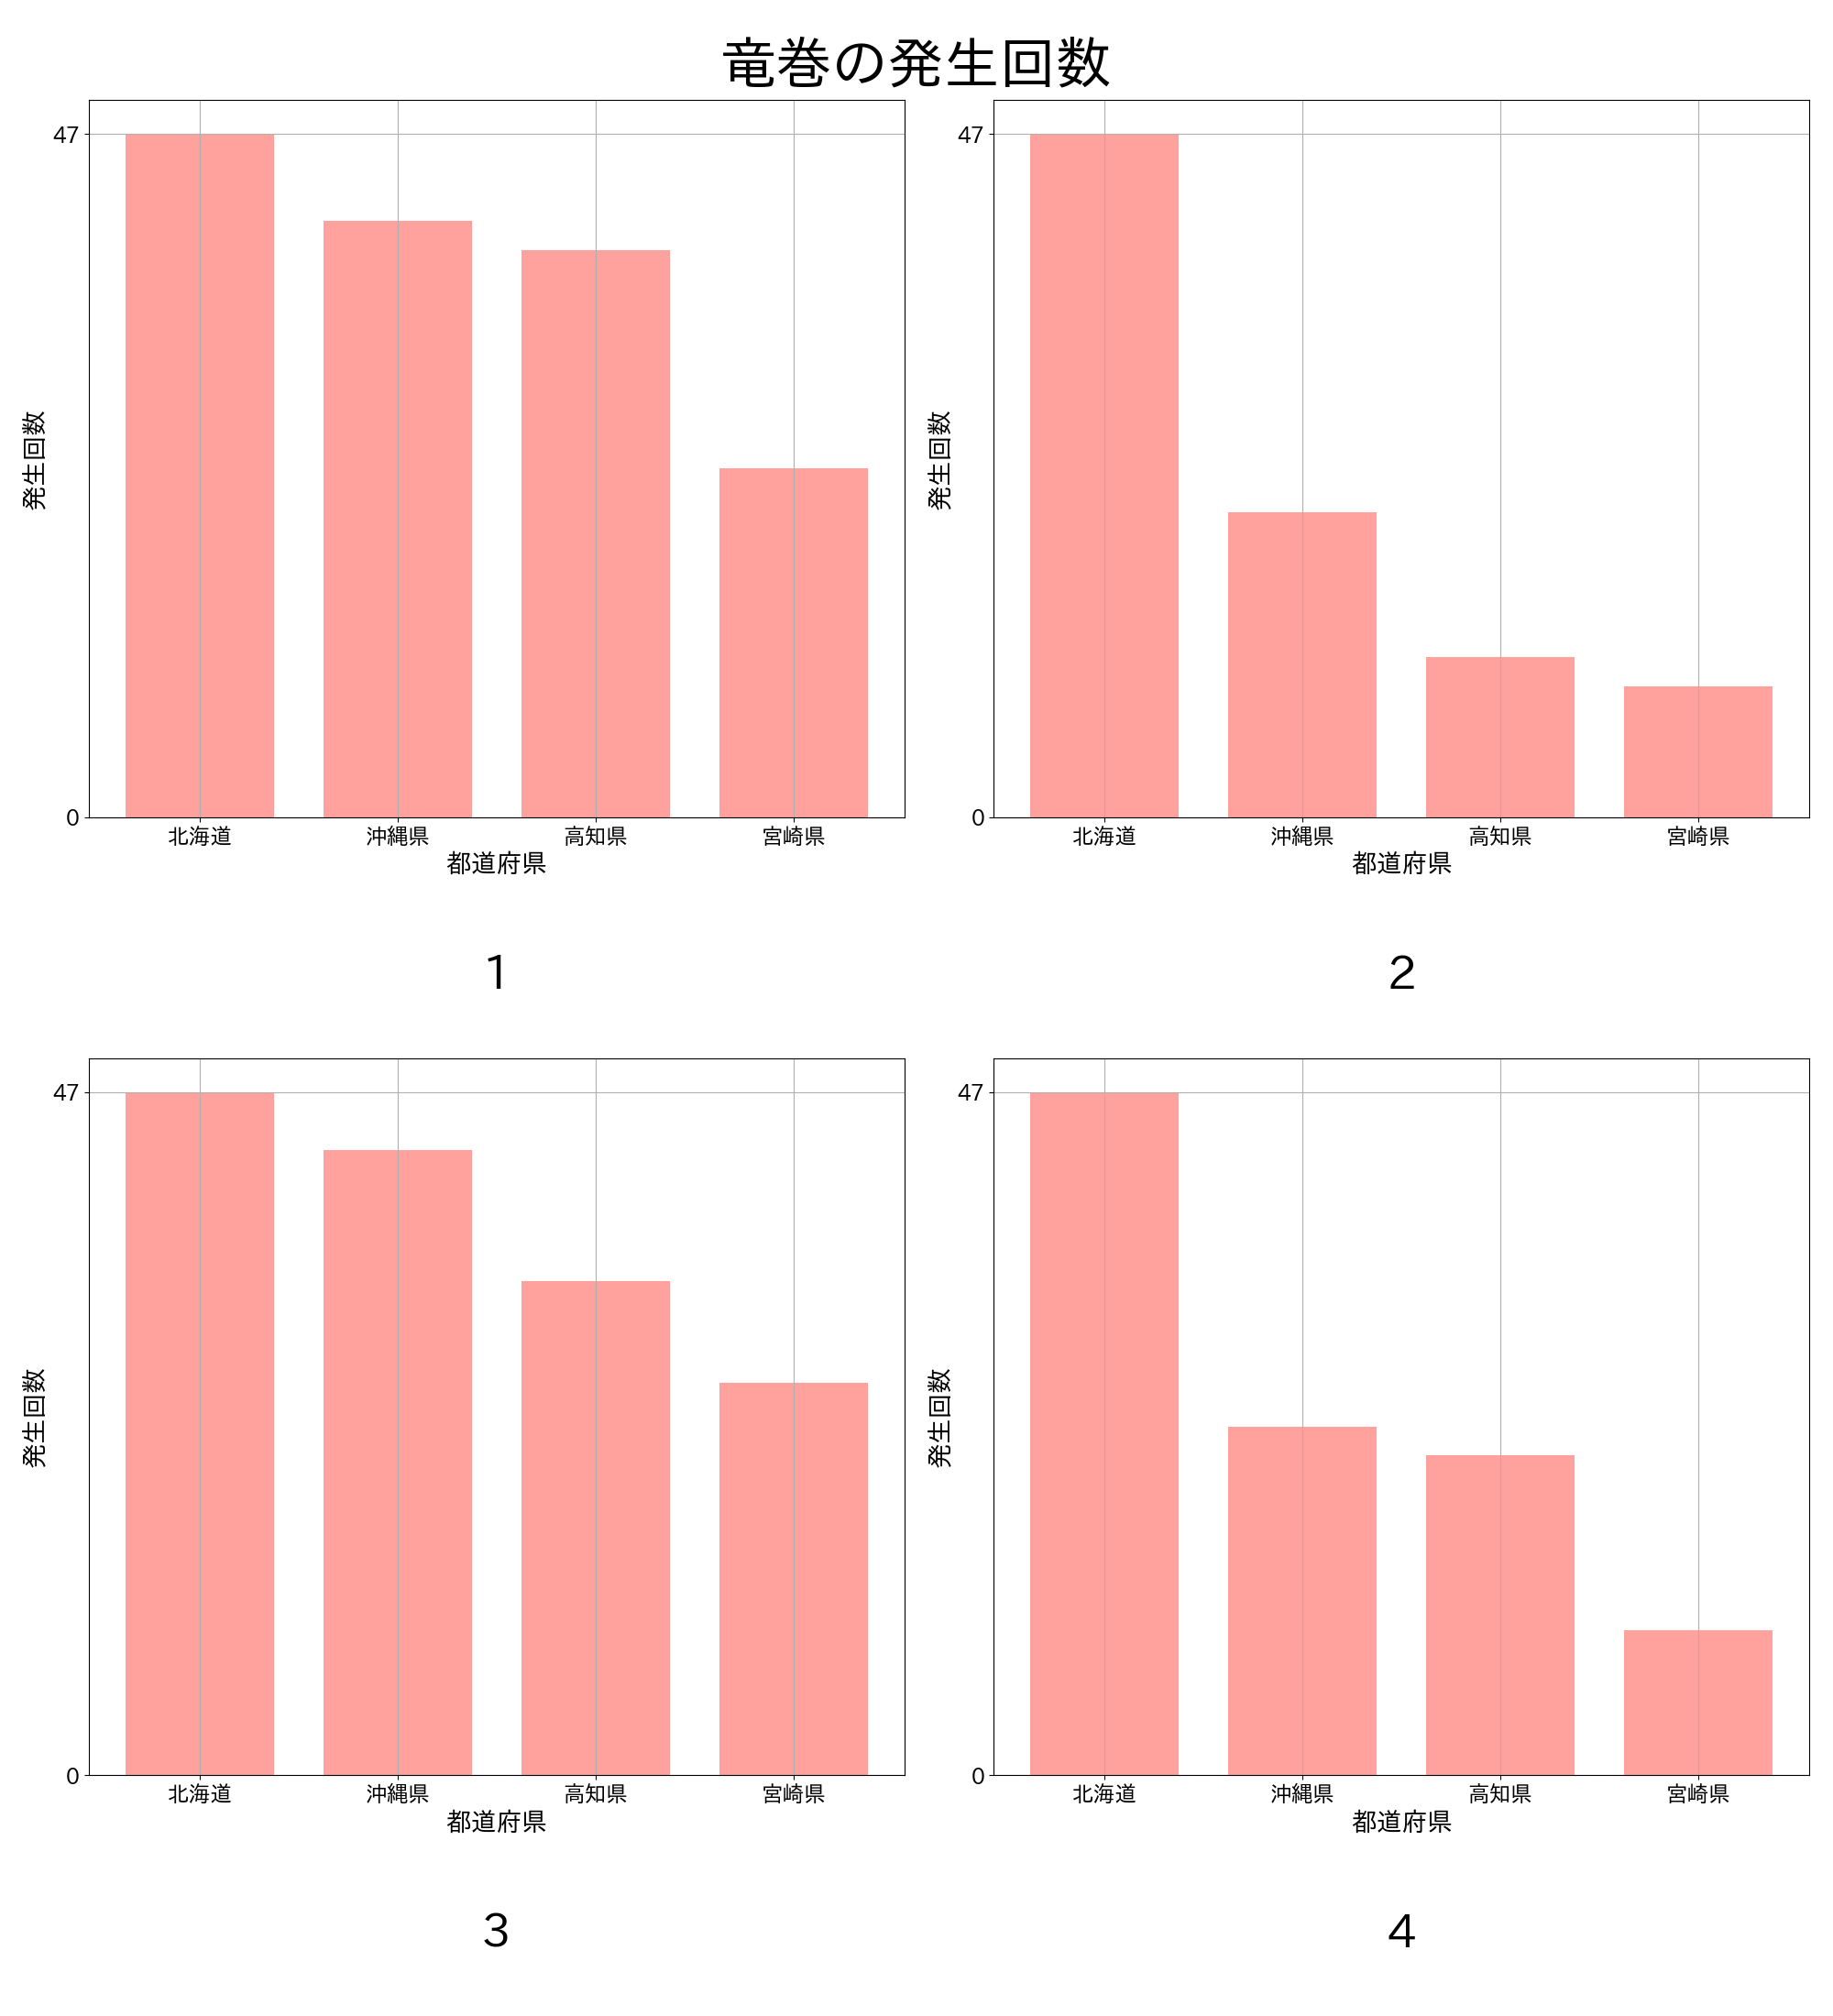 竜巻の発生回数
47
0
発生回数
北海道 沖縄県 高知県 宮崎県
都道府県
1
47
0
発生回数
北海道 沖縄県 高知県 宮崎県
都道府県
2
47
0
発生回数
北海道 沖縄県 高知県 宮崎県
都道府県
3
47
0
発生回数
北海道 沖縄県 高知県 宮崎県
都道府県
4